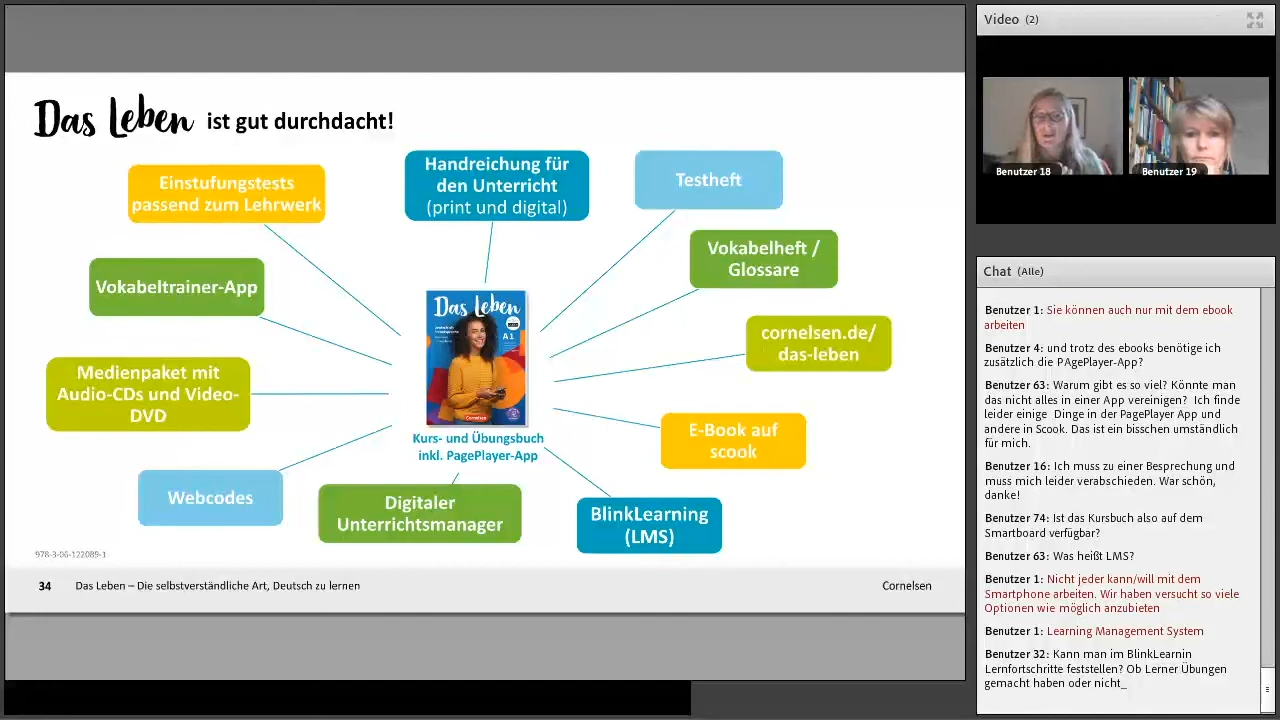 Das Leben ist gut durchdacht!
Einstufungstests
passend zum Lehrwerk
Handreichung für
den Unterricht
(print und digital)
Testheft
Vokabeltrainer-App
Vokabelheft /
Glossare
Das Leben
A1
Cornelsen
cornelsen.de/
das-leben
Medienpaket mit
Audio-CDs und Video-
DVD
E-Book auf
scook
Kurs- und Übungsbuch
inkl. PagePlayer-App
Webcodes
Digitaler
Unterrichtsmanager
BlinkLearning
(LMS)
978-3-06-122089-1
34 Das Leben – Die selbstverständliche Art, Deutsch zu lernen Cornelsen
Video (2)
Benutzer 18
Benutzer 19
Chat (Alle)
Benutzer 1: Sie können auch nur mit dem ebook
arbeiten
Benutzer 4: und trotz des ebooks benötige ich
zusätzlich die PAgePlayer-App?
Benutzer 63: Warum gibt es so viel? Könnte man
das nicht alles in einer App vereinigen? Ich finde
leider einige Dinge in der PagePlayer App und
andere in Scook. Das ist ein bisschen umständlich
für mich.
Benutzer 16: Ich muss zu einer Besprechung und
muss mich leider verabschieden. War schön,
danke!
Benutzer 74: Ist das Kursbuch also auf dem
Smartboard verfügbar?
Benutzer 63: Was heißt LMS?
Benutzer 1: Nicht jeder kann/will mit dem
Smartphone arbeiten. Wir haben versucht so viele
Optionen wie möglich anzubieten
Benutzer 1: Learning Management System
Benutzer 32: Kann man im BlinkLearnin
Lernfortschritte feststellen? Ob Lerner Übungen
gemacht haben oder nicht_